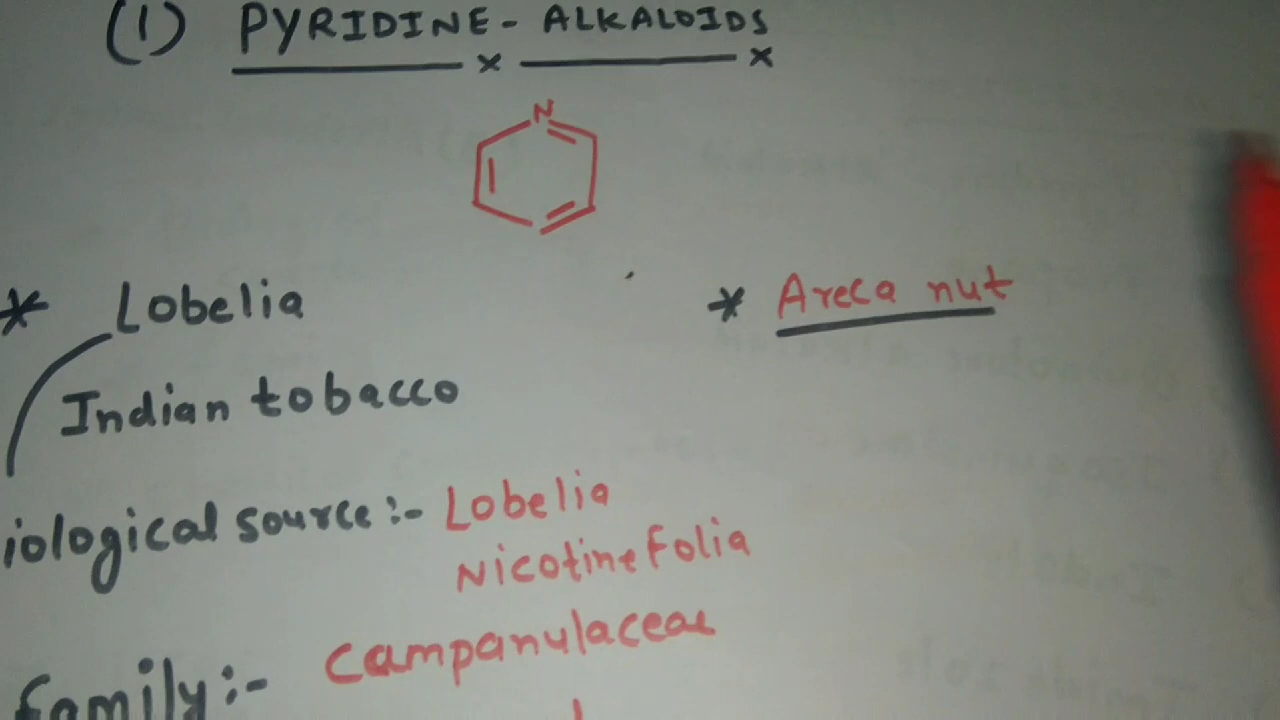 (1) PYRIDINE - ALKALOIDS
N
* Lobelia
* Areca nut
Indian tobacco
iological source :- Lobelia
Nicotinefolia
Family :- Campanulaceae